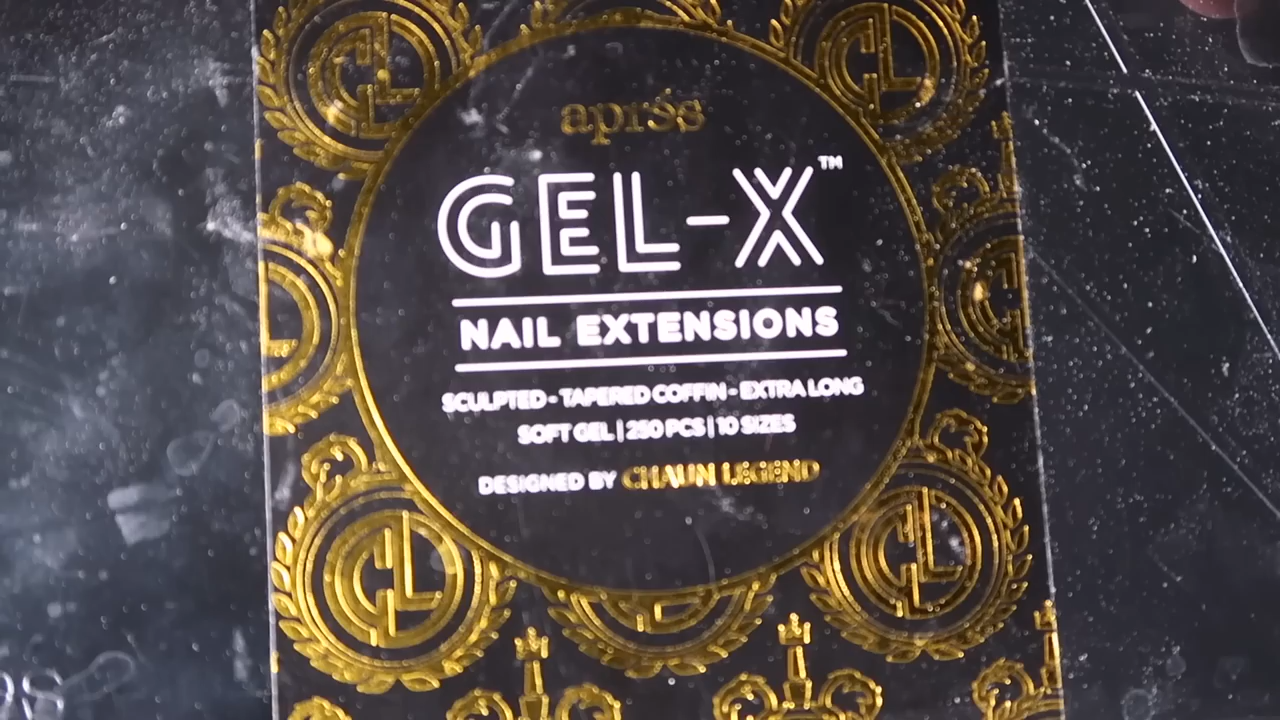 aprés
GEL-X™
NAIL EXTENSIONS
SCULPTED - TAPERED COFFIN - EXTRA LONG
SOFT GEL | 250 PCS | 10 SIZES
DESIGNED BY CHAUN LEGEND